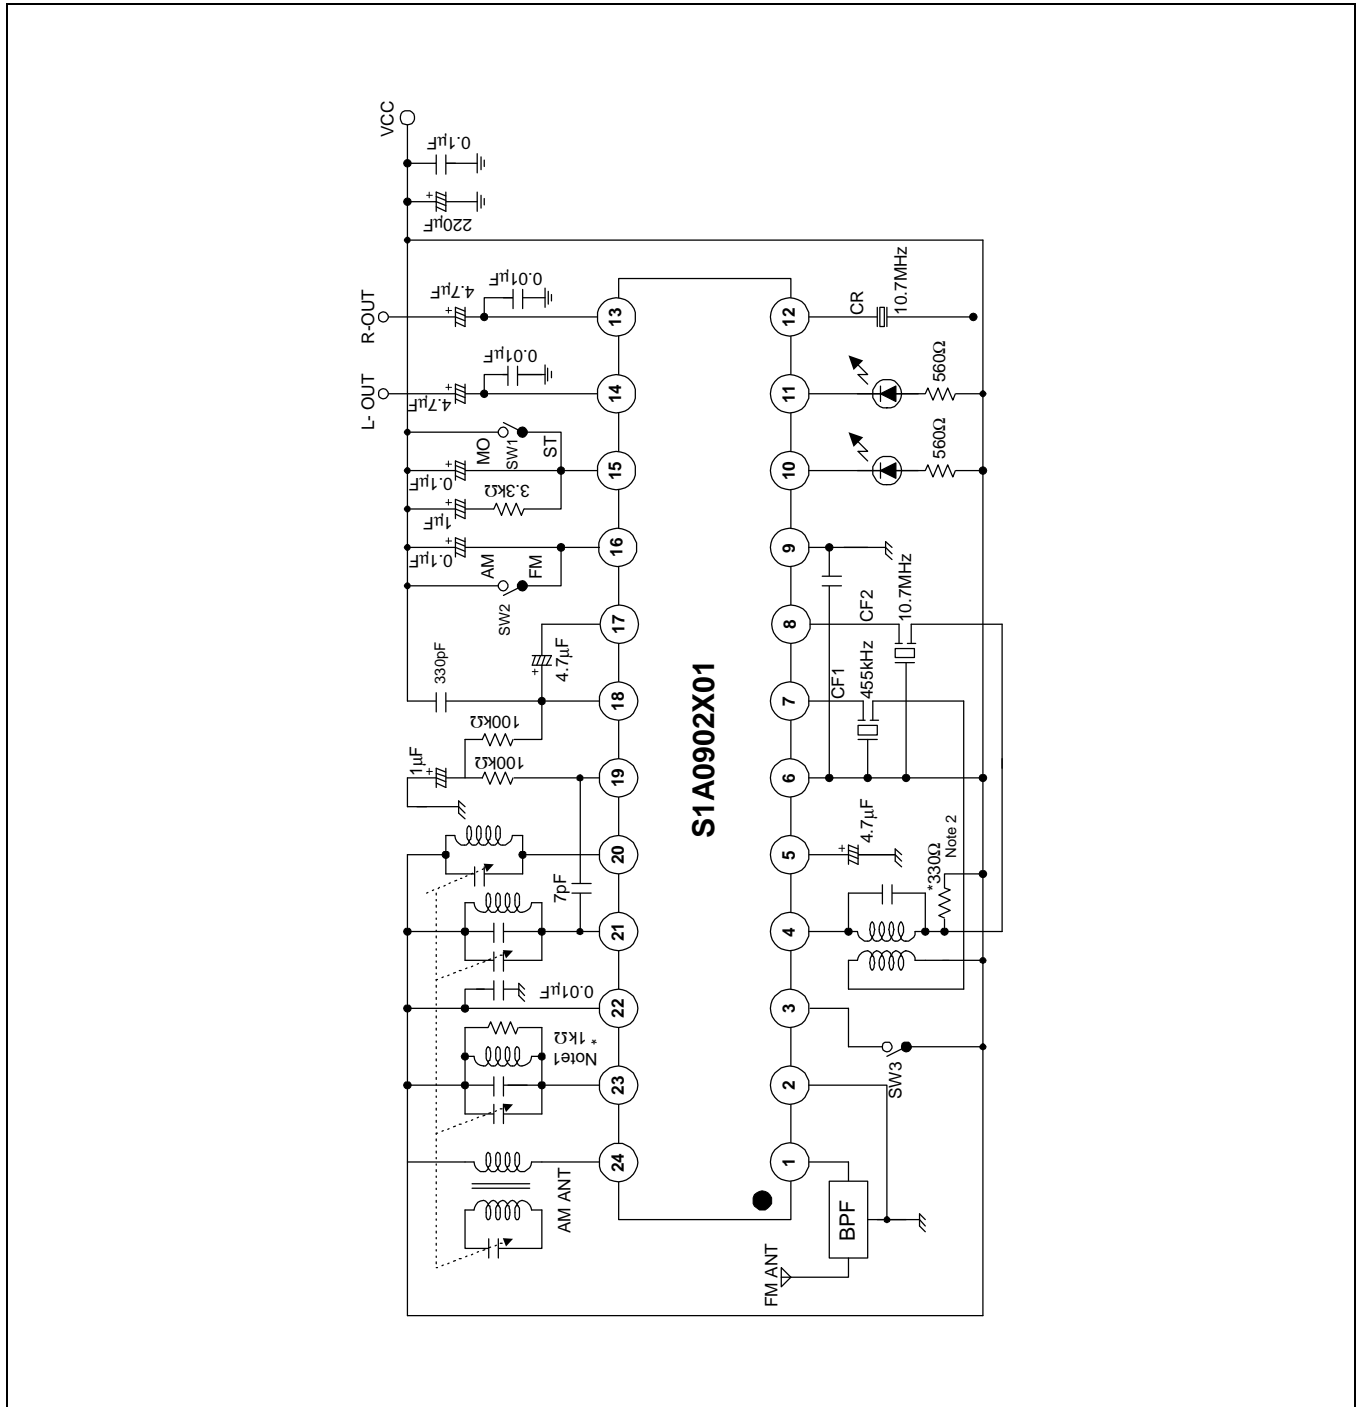 VCC
0.1µF
220µF
R-OUT
4.7µF
0.01µF
13
12
CR
10.7MHz
L- OUT
4.7µF
0.01µF
14
11
560Ω
MO
SW1
ST
0.1µF
15
10
560Ω
1µF
3.3kΩ
0.1µF
AM
FM
SW2
16
9
17
8
CF2
10.7MHz
330pF
4.7µF
18
7
CF1
455kHz
100kΩ
100kΩ
1µF
19
6
S1A0902X01
20
5
4.7µF
7pF
21
4
*330Ω
Note 2
0.01µF
22
3
SW3
* 1kΩ
Note1
23
2
24
1
AM ANT
BPF
FM ANT